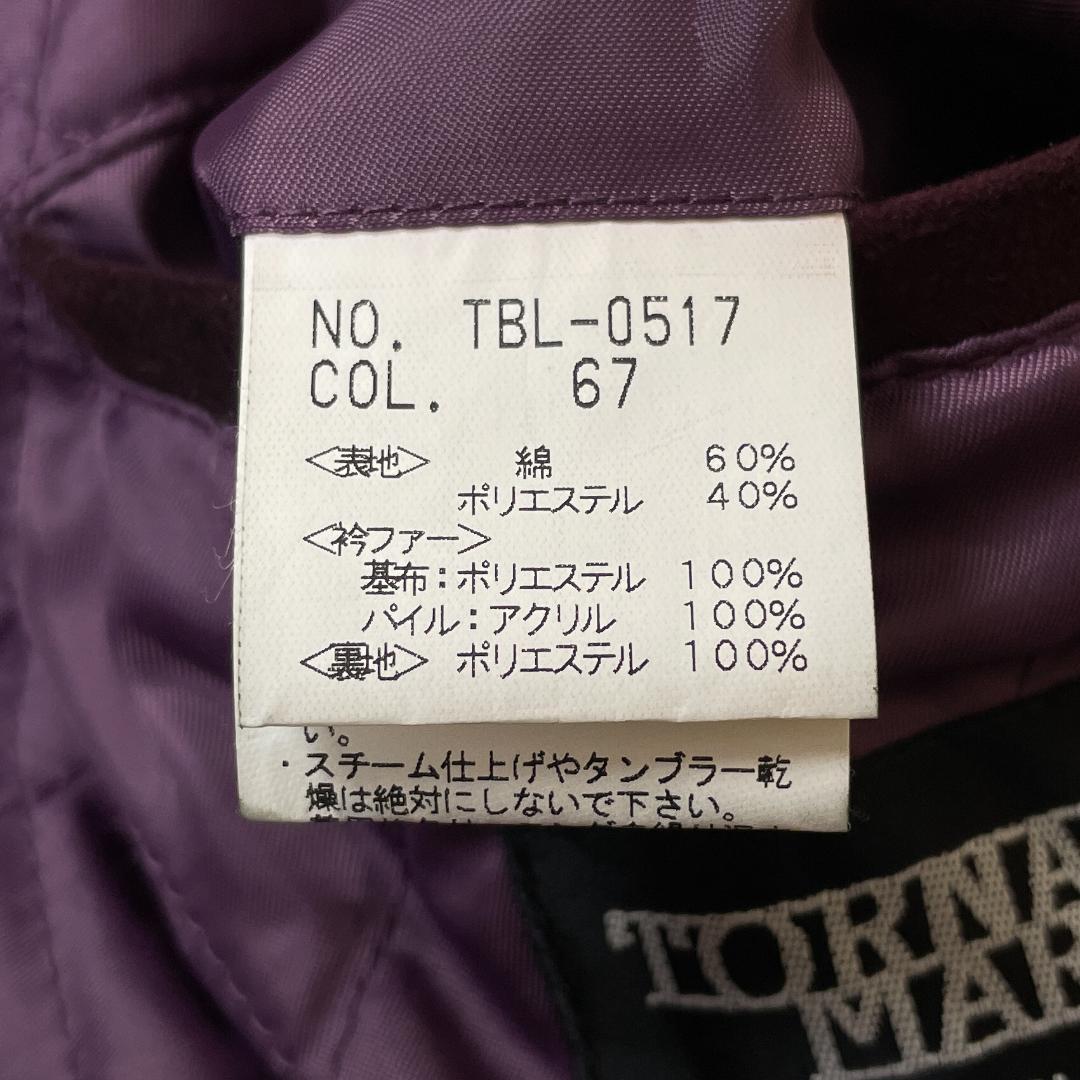 NO. TBL-0517
COL. 67
<表地> 綿 60%
ポリエステル 40%
<衿ファー>
基布:ポリエステル 100%
パイル:アクリル 100%
<裏地> ポリエステル 100%
い。
・スチーム仕上げやタンブラー乾
燥は絶対にしないで下さい。
TORNA
MAR